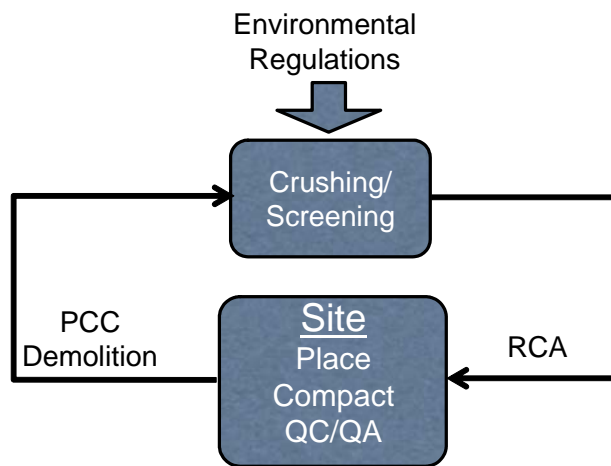 Environmental
Regulations
Crushing/
Screening
PCC
Demolition
Site
Place
Compact
QC/QA
RCA